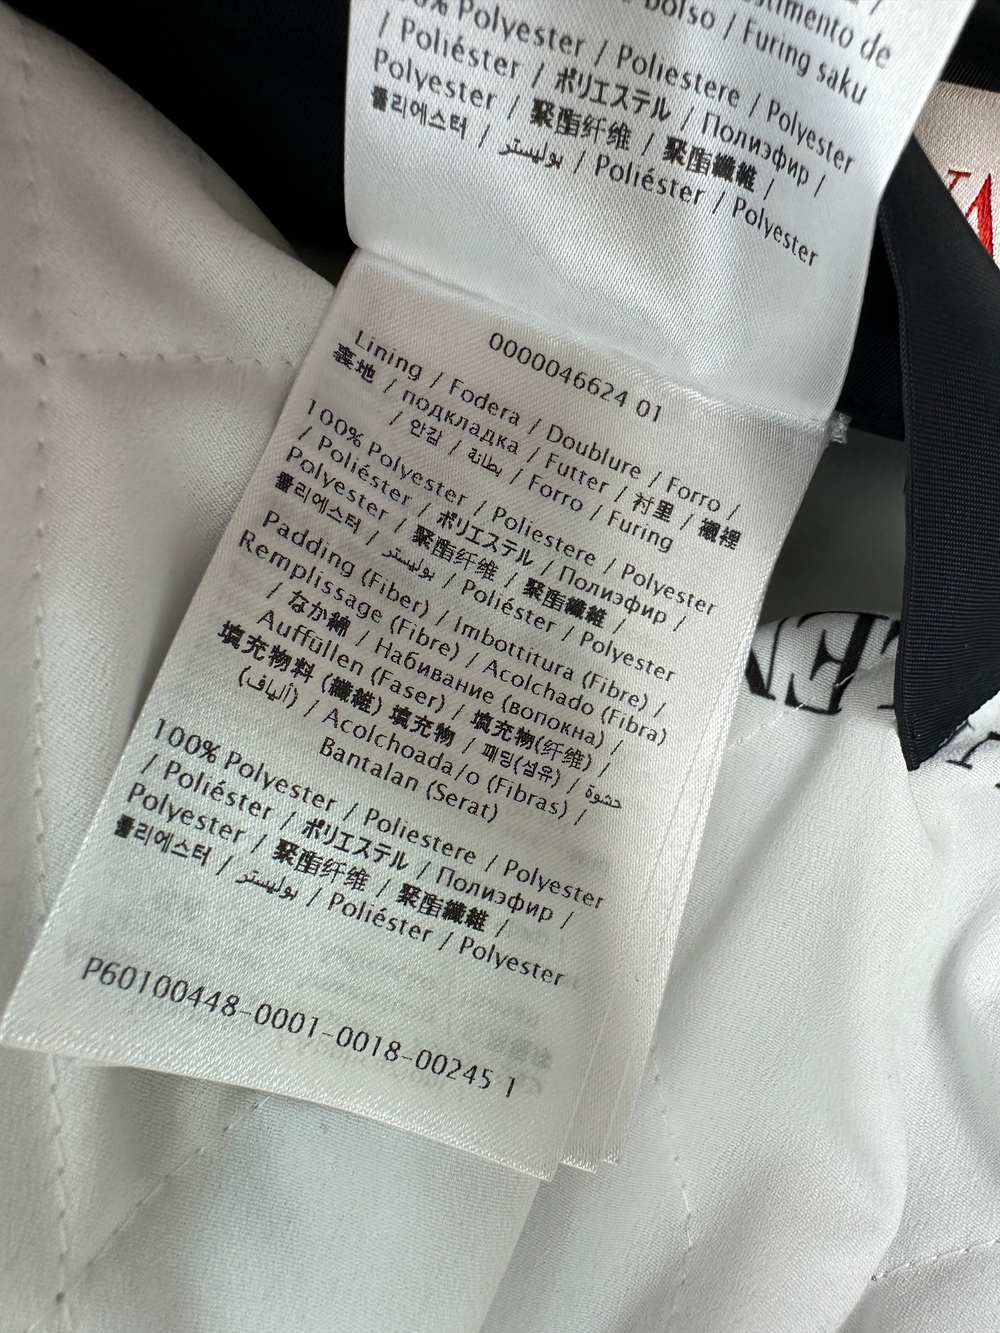 stimento de
bolso / Furing saku
% Polyester / Poliestere / Polyester
/ Poliéster / ポリエステル / Полиэфир /
Polyester / 聚酯纤维 / 聚酯纖維 /
폴리에스터 / بوليستر / Poliéster / Polyester
0000046624 01
Lining / Fodera / Doublure / Forro /
裏地 / подкладка / Futter / 衬里 / 襯裡
/ 안감 / بطانة / Forro / Furing
100% Polyester / Poliestere / Polyester
/ Poliéster / ポリエステル / Полиэфир /
Polyester / 聚酯纤维 / 聚酯纖維 /
폴리에스터 / بوليستر / Poliéster / Polyester
Padding (Fiber) / Imbottitura (Fibre) /
Remplissage (Fibre) / Acolchado (Fibra)
/ なか綿 / Набивание (волокна) /
Auffüllen (Faser) / 填充物(纤维) /
填充物料 (纖維) 填充物 / 패딩(섬유) / حشوة
(ألياف) / Acolchoada/o (Fibras) /
Bantalan (Serat)
100% Polyester / Poliestere / Polyester
/ Poliéster / ポリエステル / Полиэфир /
Polyester / 聚酯纤维 / 聚酯纖維 /
폴리에스터 / بوليستر / Poliéster / Polyester
P60100448-0001-0018-00245 1
VA
EN